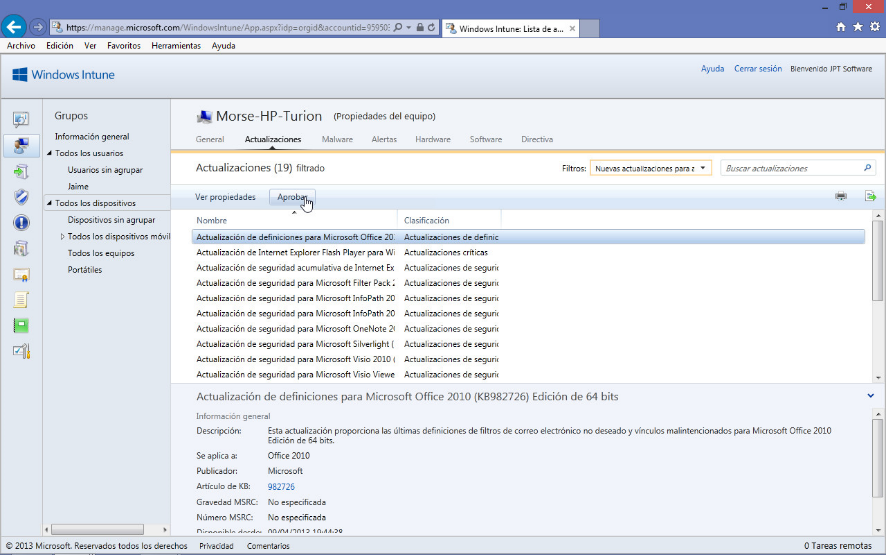 https://manage.microsoft.com/WindowsIntune/App.aspx?idp=orgid&accountid=95950
Windows Intune: Lista de a...
Archivo Edición Ver Favoritos Herramientas Ayuda
Windows Intune
Ayuda Cerrar sesión Bienvenido JPT Software
Grupos
Información general
Todos los usuarios
Usuarios sin agrupar
Jaime
Todos los dispositivos
Dispositivos sin agrupar
Todos los dispositivos móvil
Todos los equipos
Portátiles
Morse-HP-Turion (Propiedades del equipo)
General Actualizaciones Malware Alertas Hardware Software Directiva
Actualizaciones (19) filtrado
Filtros: Nuevas actualizaciones para a Buscar actualizaciones
Ver propiedades Aprobar
Nombre Clasificación
Actualización de definiciones para Microsoft Office 20 Actualizaciones de definic
Actualización de Internet Explorer Flash Player para Wi Actualizaciones críticas
Actualización de seguridad acumulativa de Internet Ex Actualizaciones de seguric
Actualización de seguridad para Microsoft Filter Pack 2 Actualizaciones de seguric
Actualización de seguridad para Microsoft InfoPath 20 Actualizaciones de seguric
Actualización de seguridad para Microsoft InfoPath 20 Actualizaciones de seguric
Actualización de seguridad para Microsoft OneNote 20 Actualizaciones de seguric
Actualización de seguridad para Microsoft Silverlight ( Actualizaciones de seguric
Actualización de seguridad para Microsoft Visio 2010 ( Actualizaciones de seguric
Actualización de seguridad para Microsoft Visio Viewe Actualizaciones de seguric
Actualización de definiciones para Microsoft Office 2010 (KB982726) Edición de 64 bits
Información general
Descripción: Esta actualización proporciona las últimas definiciones de filtros de correo electrónico no deseado y vínculos malintencionados para Microsoft Office 2010
Edición de 64 bits.
Se aplica a: Office 2010
Publicador: Microsoft
Artículo de KB: 982726
Gravedad MSRC: No especificada
Número MSRC: No especificada
Disponible desde: 09/04/2013 19:44:38
© 2013 Microsoft. Reservados todos los derechos Privacidad Comentarios 0 Tareas remotas